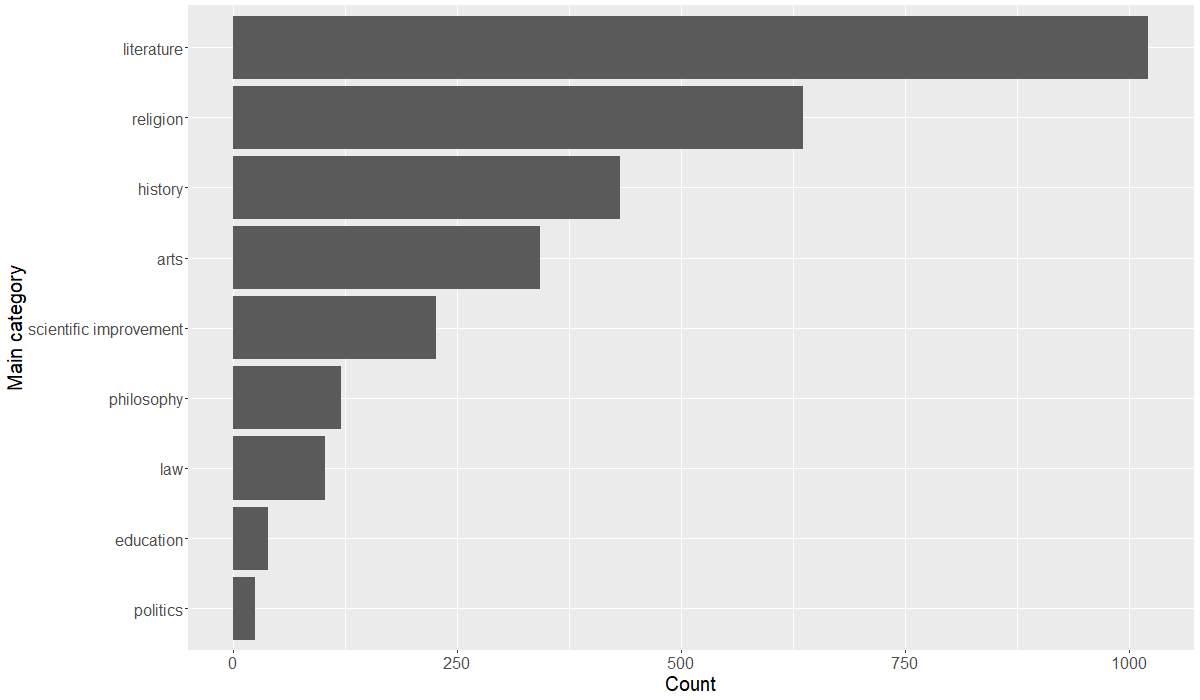 literature
religion
history
arts
scientific improvement
philosophy
law
education
politics
Main category
0 250 500 750 1000
Count